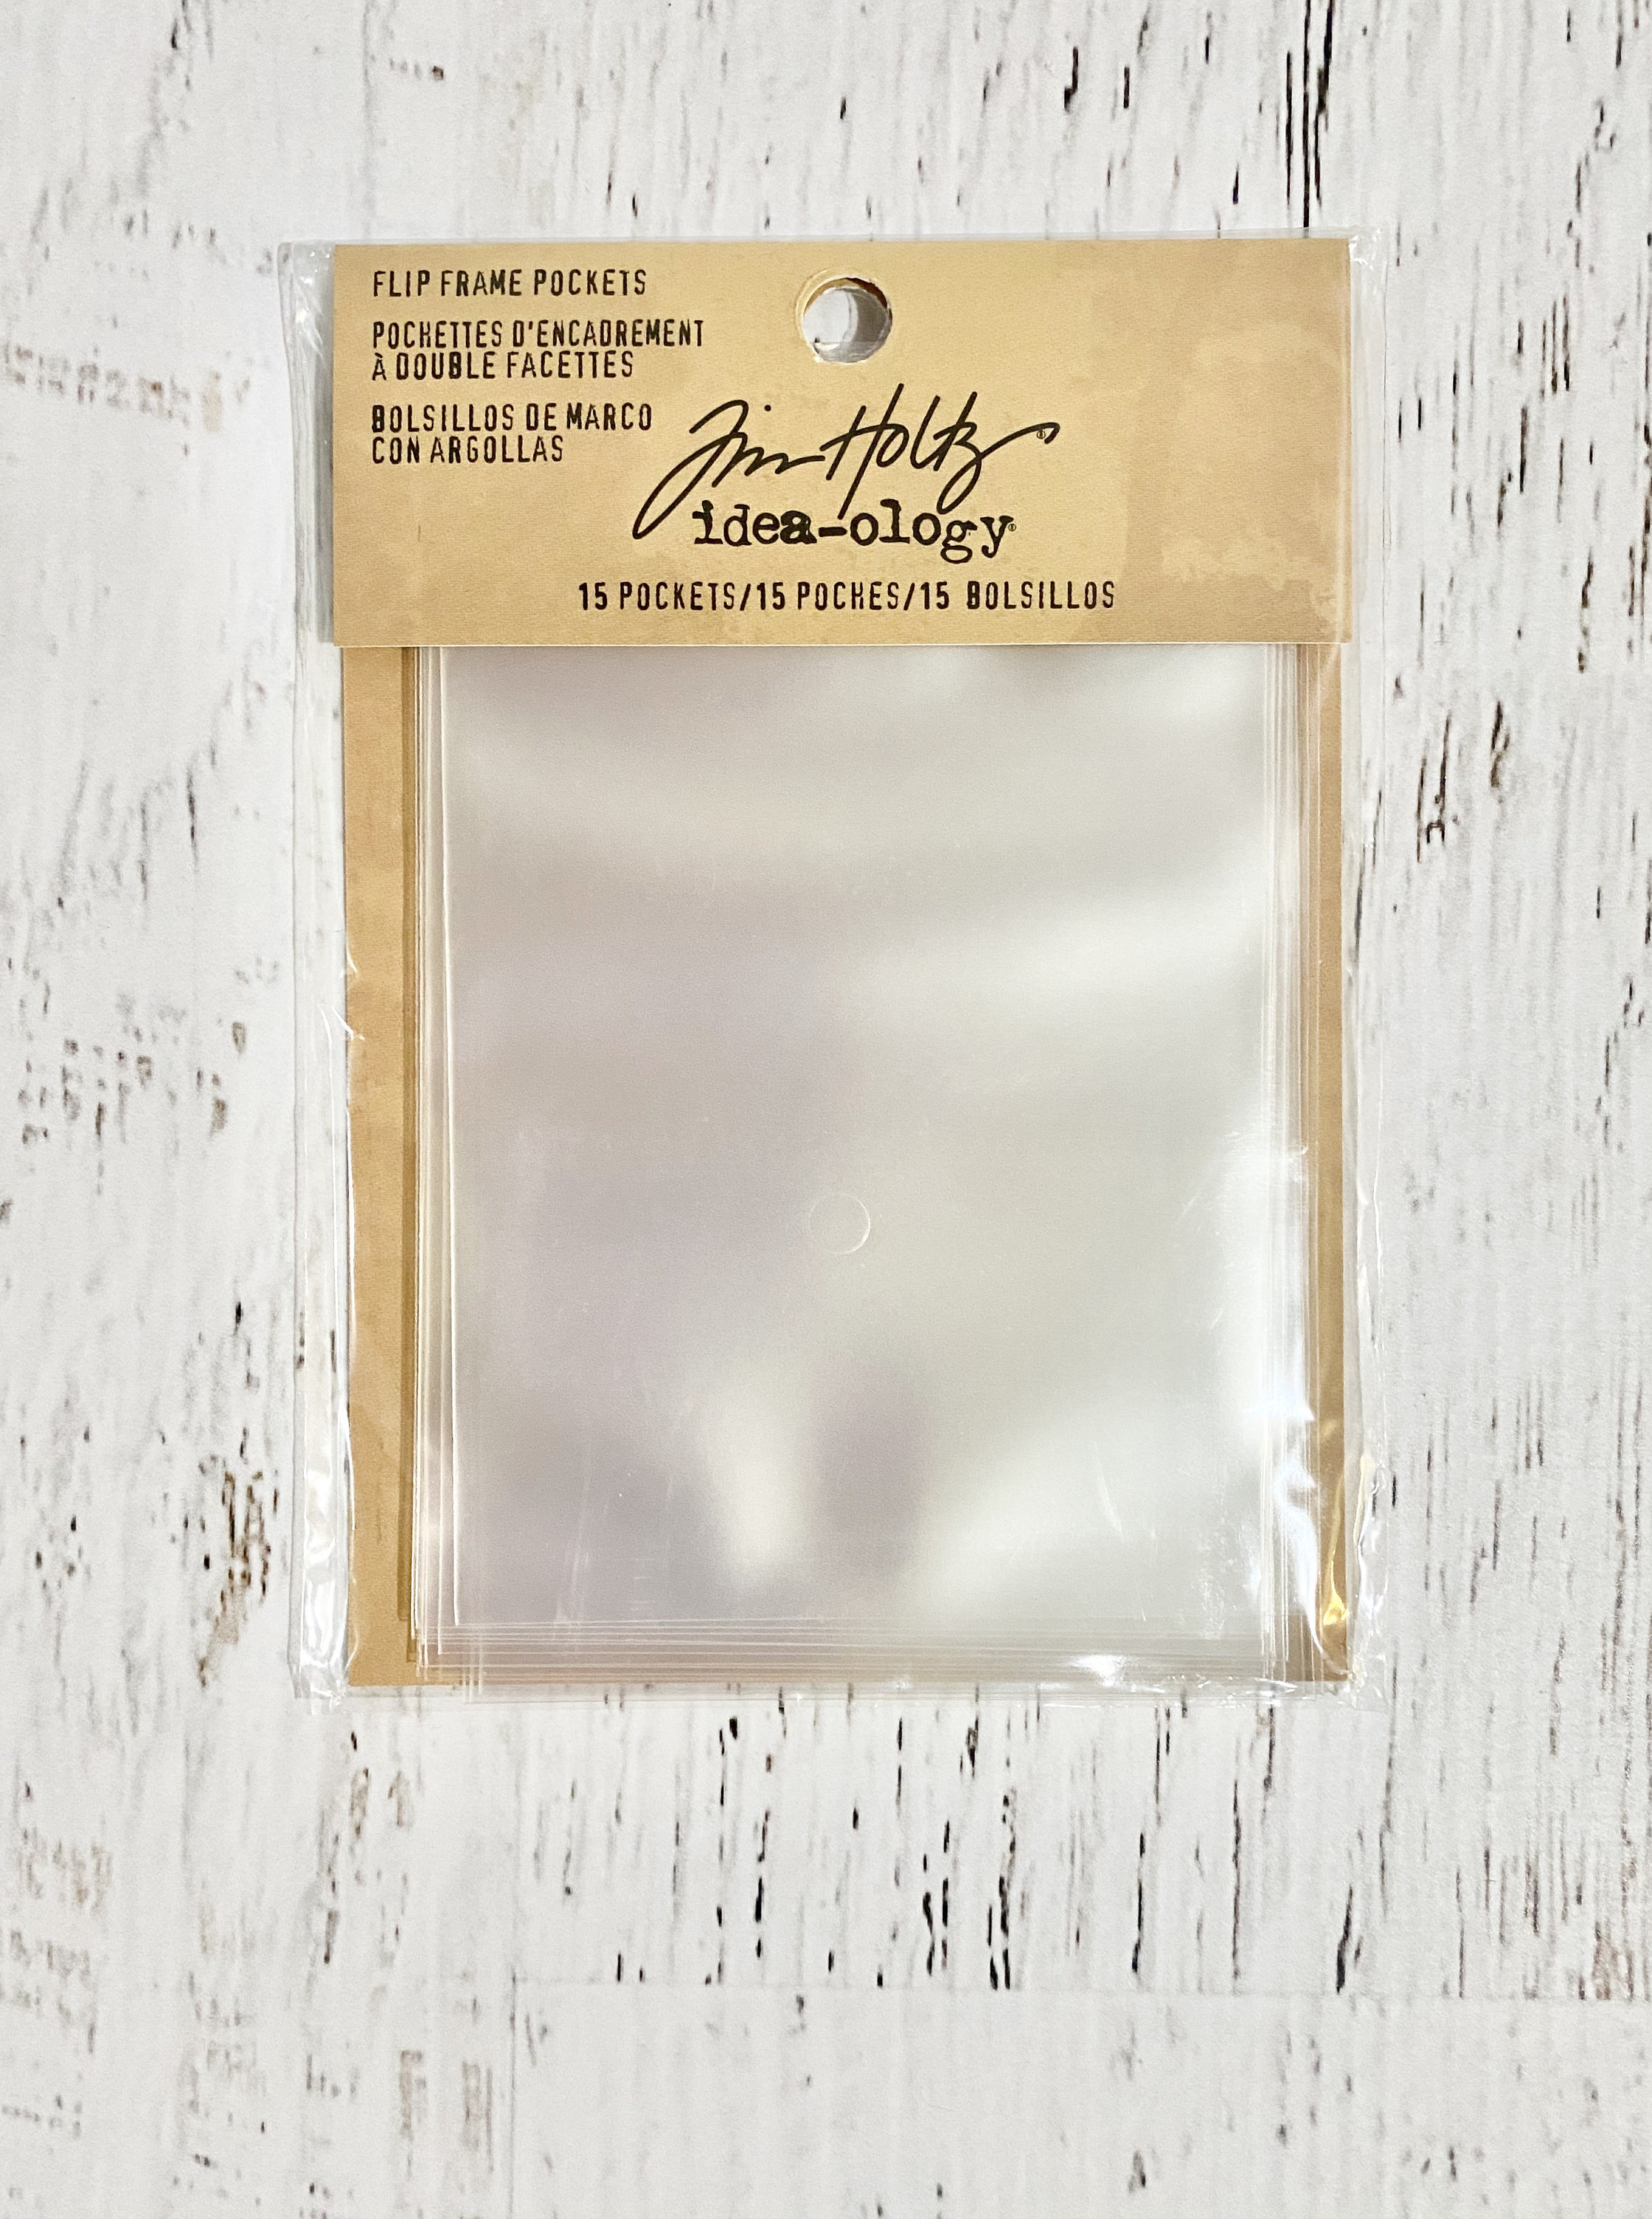 FLIP FRAME POCKETS
POCHETTES D'ENCADREMENT
À DOUBLE FACETTES
BOLSILLOS DE MARCO
CON ARGOLLAS
Tim Holtz®
idea-ology®
15 POCKETS/15 POCHES/15 BOLSILLOS